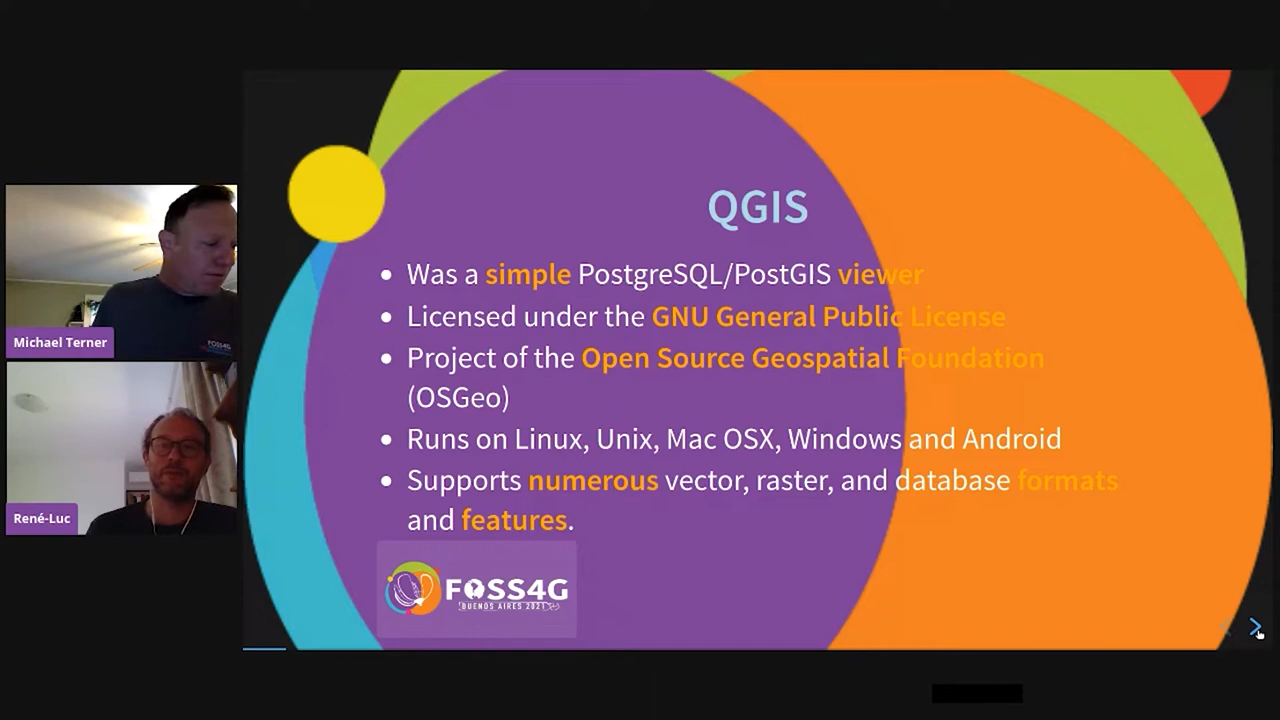 QGIS
Was a simple PostgreSQL/PostGIS viewer
Licensed under the GNU General Public License
Project of the Open Source Geospatial Foundation
(OSGeo)
Runs on Linux, Unix, Mac OSX, Windows and Android
Supports numerous vector, raster, and database formats
and features.
FOSS4G
BUENOS AIRES 2021
FOSS4G
Michael Terner
René-Luc